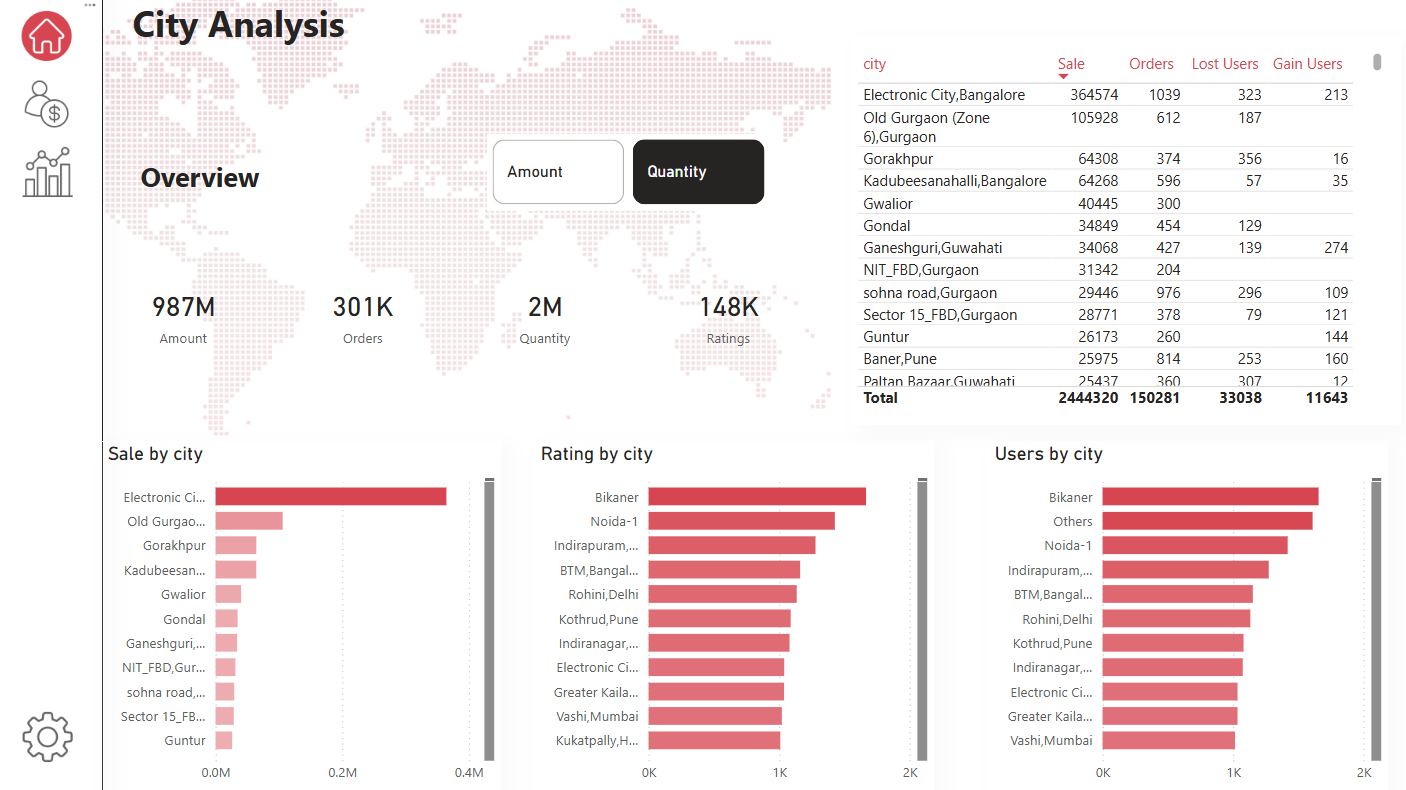 City Analysis
Overview
Amount
Quantity
987M
Amount
301K
Orders
2M
Quantity
148K
Ratings
city Sale Orders Lost Users Gain Users
Electronic City,Bangalore 364574 1039 323 213
Old Gurgaon (Zone 6),Gurgaon 105928 612 187
Gorakhpur 64308 374 356 16
Kadubeesanahalli,Bangalore 64268 596 57 35
Gwalior 40445 300
Gondal 34849 454 129
Ganeshguri,Guwahati 34068 427 139 274
NIT_FBD,Gurgaon 31342 204
sohna road,Gurgaon 29446 976 296 109
Sector 15_FBD,Gurgaon 28771 378 79 121
Guntur 26173 260 144
Baner,Pune 25975 814 253 160
Paltan Bazaar,Guwahati 25437 360 307 12
Total 2444320 150281 33038 11643
Sale by city
Electronic Ci...
Old Gurgao...
Gorakhpur
Kadubeesan...
Gwalior
Gondal
Ganeshguri,...
NIT_FBD,Gur...
sohna road,...
Sector 15_FB...
Guntur
0.0M 0.2M 0.4M
Rating by city
Bikaner
Noida-1
Indirapuram,...
BTM,Bangal...
Rohini,Delhi
Kothrud,Pune
Indiranagar,...
Electronic Ci...
Greater Kaila...
Vashi,Mumbai
Kukatpally,H...
0K 1K 2K
Users by city
Bikaner
Others
Noida-1
Indirapuram,...
BTM,Bangal...
Rohini,Delhi
Kothrud,Pune
Indiranagar,...
Electronic Ci...
Greater Kaila...
Vashi,Mumbai
0K 1K 2K